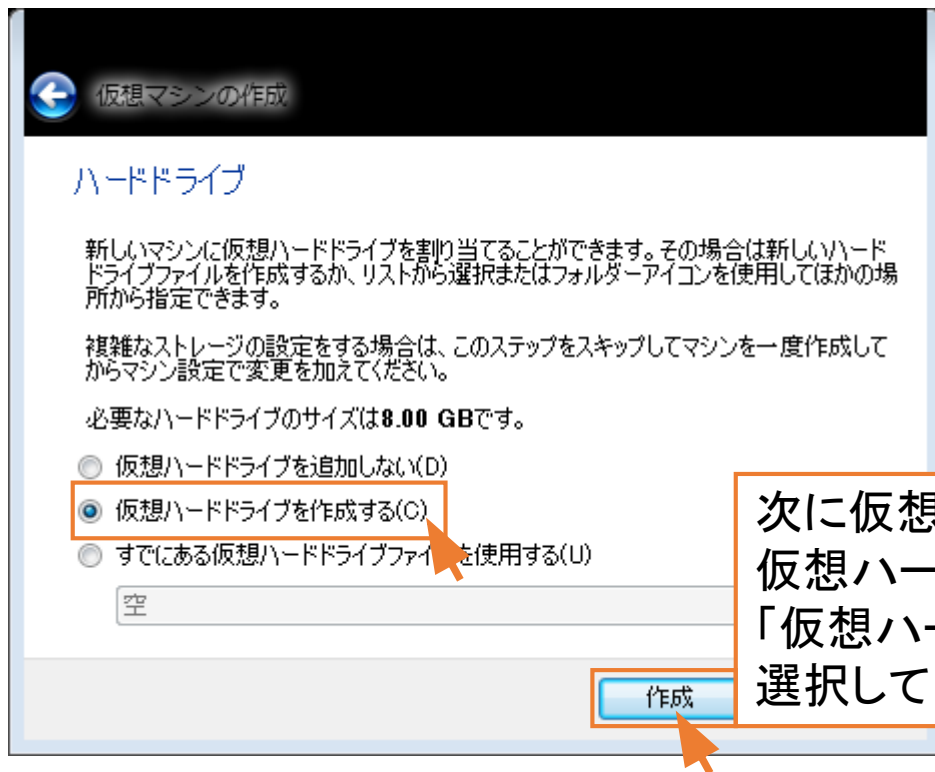 仮想マシンの作成
ハードドライブ
新しいマシンに仮想ハードドライブを割り当てることができます。その場合は新しいハード
ドライブファイルを作成するか、リストから選択またはフォルダーアイコンを使用してほかの場
所から指定できます。
複雑なストレージの設定をする場合は、このステップをスキップしてマシンを一度作成して
からマシン設定で変更を加えてください。
必要なハードドライブのサイズは8.00 GBです。
仮想ハードドライブを追加しない(D)
仮想ハードドライブを作成する(C)
すでにある仮想ハードドライブファイ を使用する(U)
空
次に仮想
仮想ハー
「仮想ハー
選択して
作成